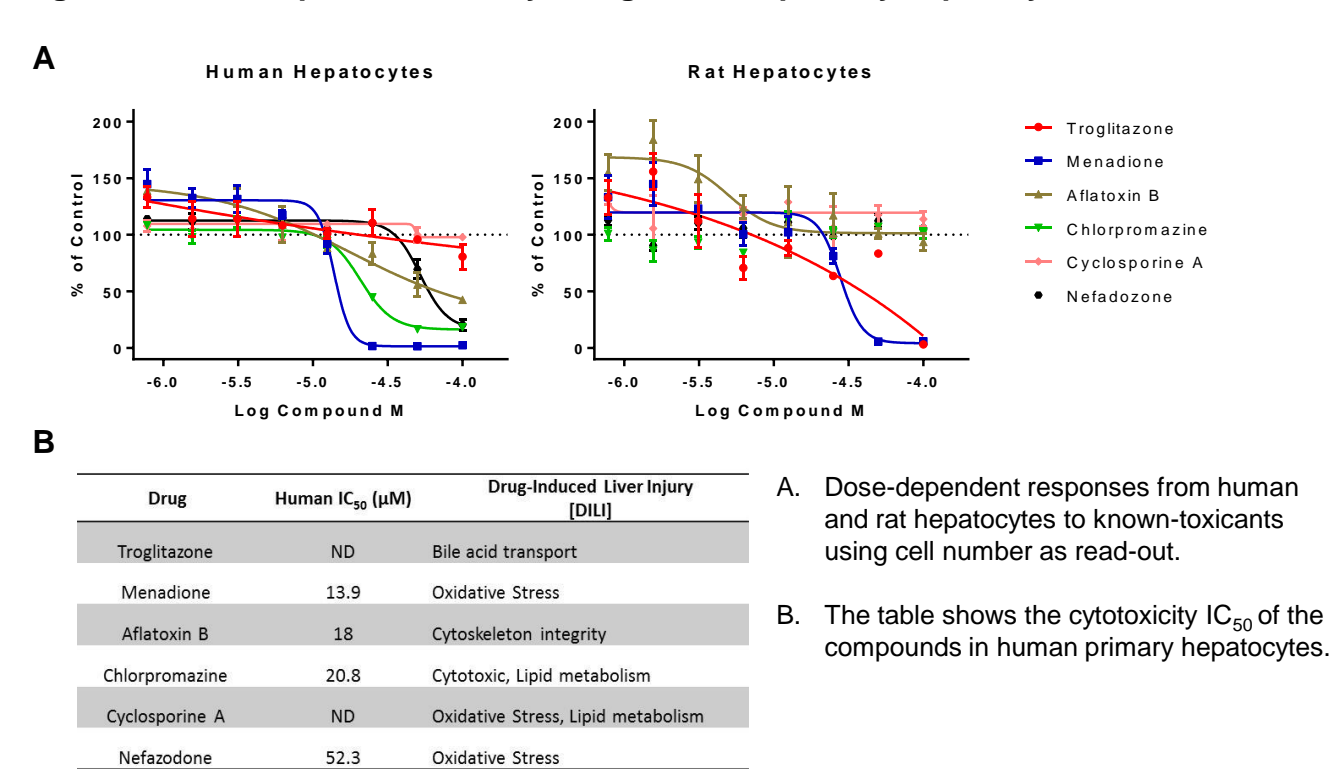 A
Human Hepatocytes
Rat Hepatocytes
% of Control
200
150
100
50
0
-6.0 -5.5 -5.0 -4.5 -4.0
Log Compound M
% of Control
200
150
100
50
0
-6.0 -5.5 -5.0 -4.5 -4.0
Log Compound M
Troglitazone
Menadione
Aflatoxin B
Chlorpromazine
Cyclosporine A
Nefadozone
B
Drug Human IC50 (μM) Drug-Induced Liver Injury
[DILI]
Troglitazone ND Bile acid transport
Menadione 13.9 Oxidative Stress
Aflatoxin B 18 Cytoskeleton integrity
Chlorpromazine 20.8 Cytotoxic, Lipid metabolism
Cyclosporine A ND Oxidative Stress, Lipid metabolism
Nefazodone 52.3 Oxidative Stress
A. Dose-dependent responses from human
and rat hepatocytes to known-toxicants
using cell number as read-out.
B. The table shows the cytotoxicity IC50 of the
compounds in human primary hepatocytes.